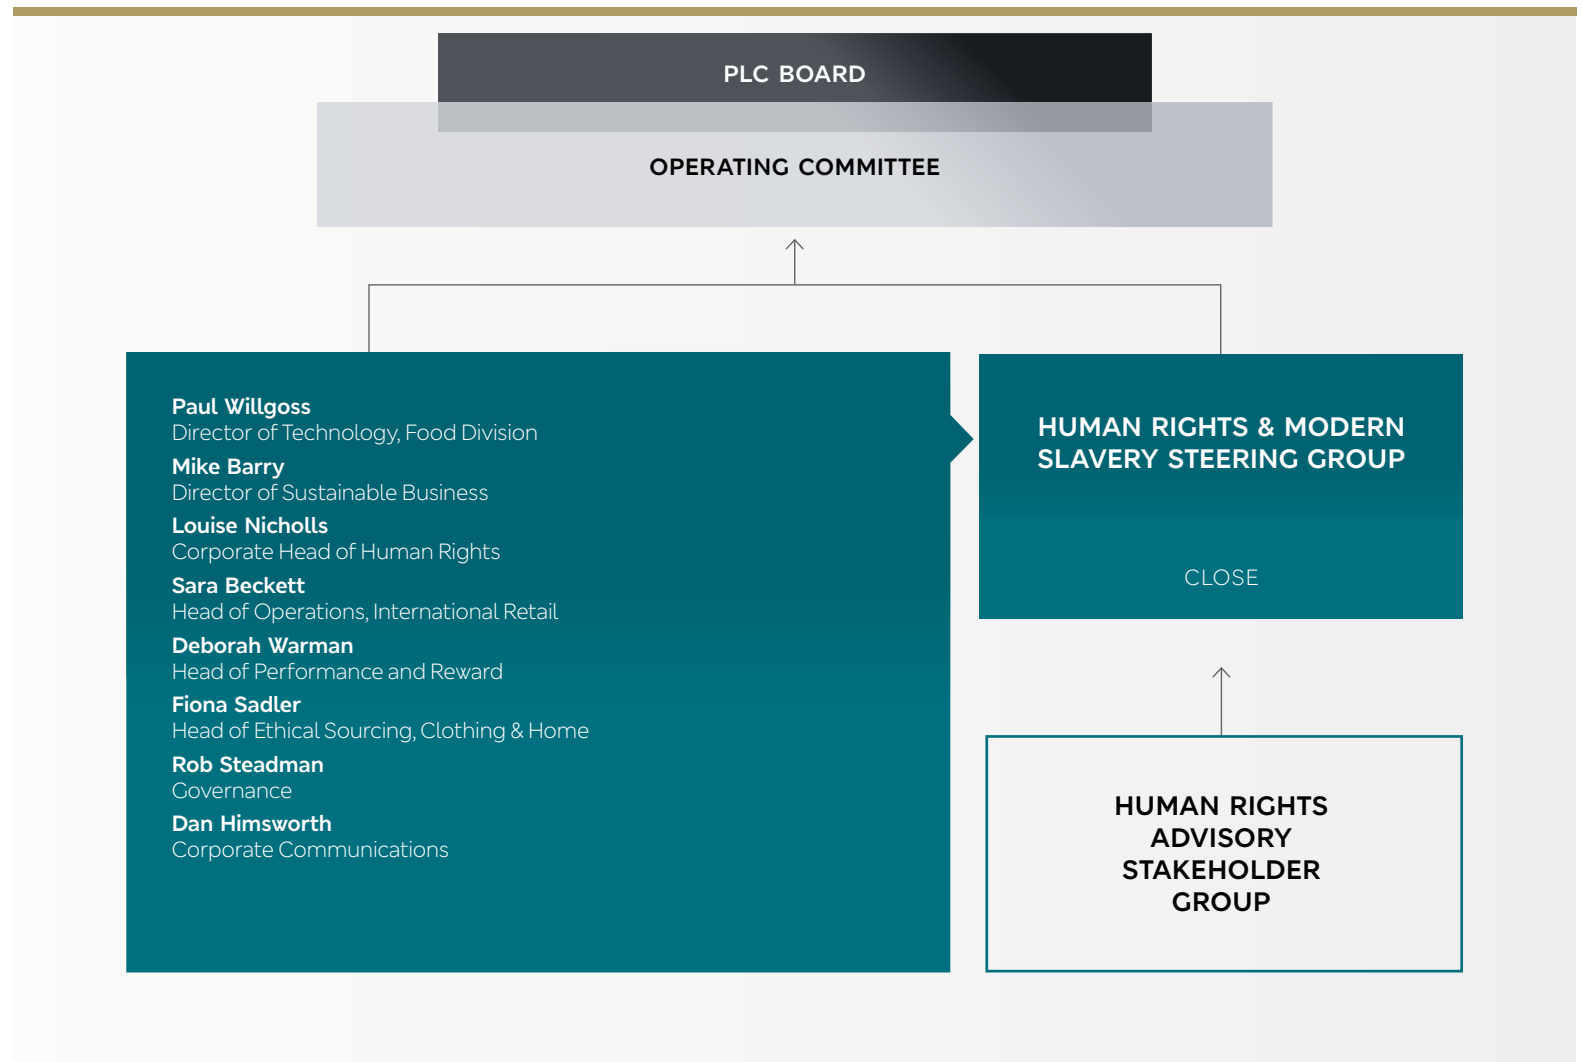 PLC BOARD
OPERATING COMMITTEE
Paul Willgoss
Director of Technology, Food Division
Mike Barry
Director of Sustainable Business
Louise Nicholls
Corporate Head of Human Rights
Sara Beckett
Head of Operations, International Retail
Deborah Warman
Head of Performance and Reward
Fiona Sadler
Head of Ethical Sourcing, Clothing & Home
Rob Steadman
Governance
Dan Himsworth
Corporate Communications
HUMAN RIGHTS & MODERN
SLAVERY STEERING GROUP
CLOSE
HUMAN RIGHTS
ADVISORY
STAKEHOLDER
GROUP